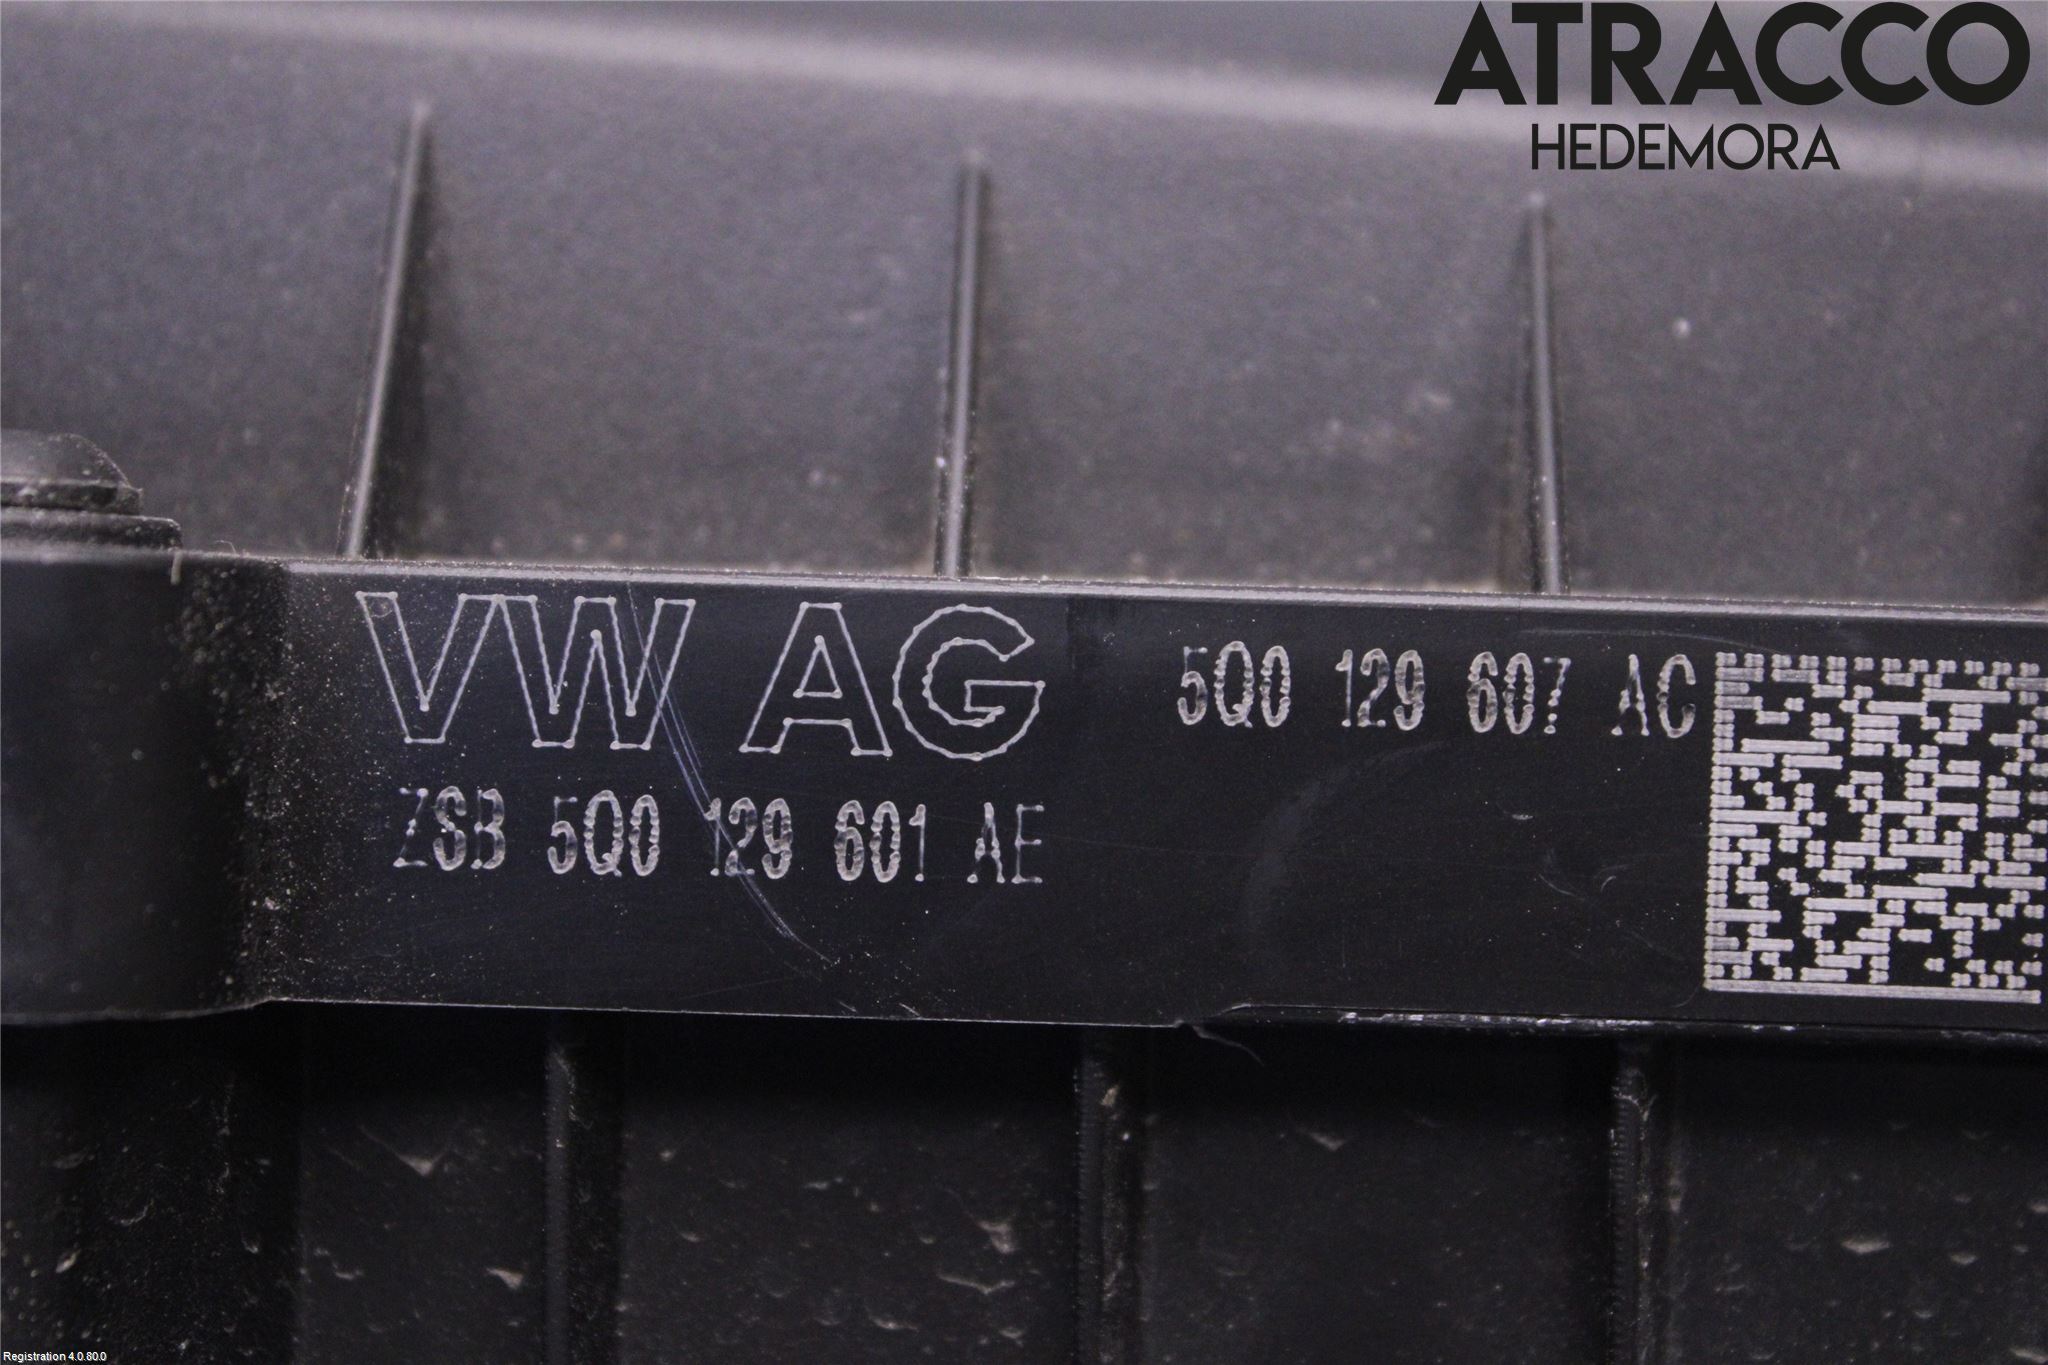 ATRACCO
HEDEMORA
VW AG 5Q0 129 607 AC
ZSB 5Q0 129 601 AE
Registration 4.0.80.0